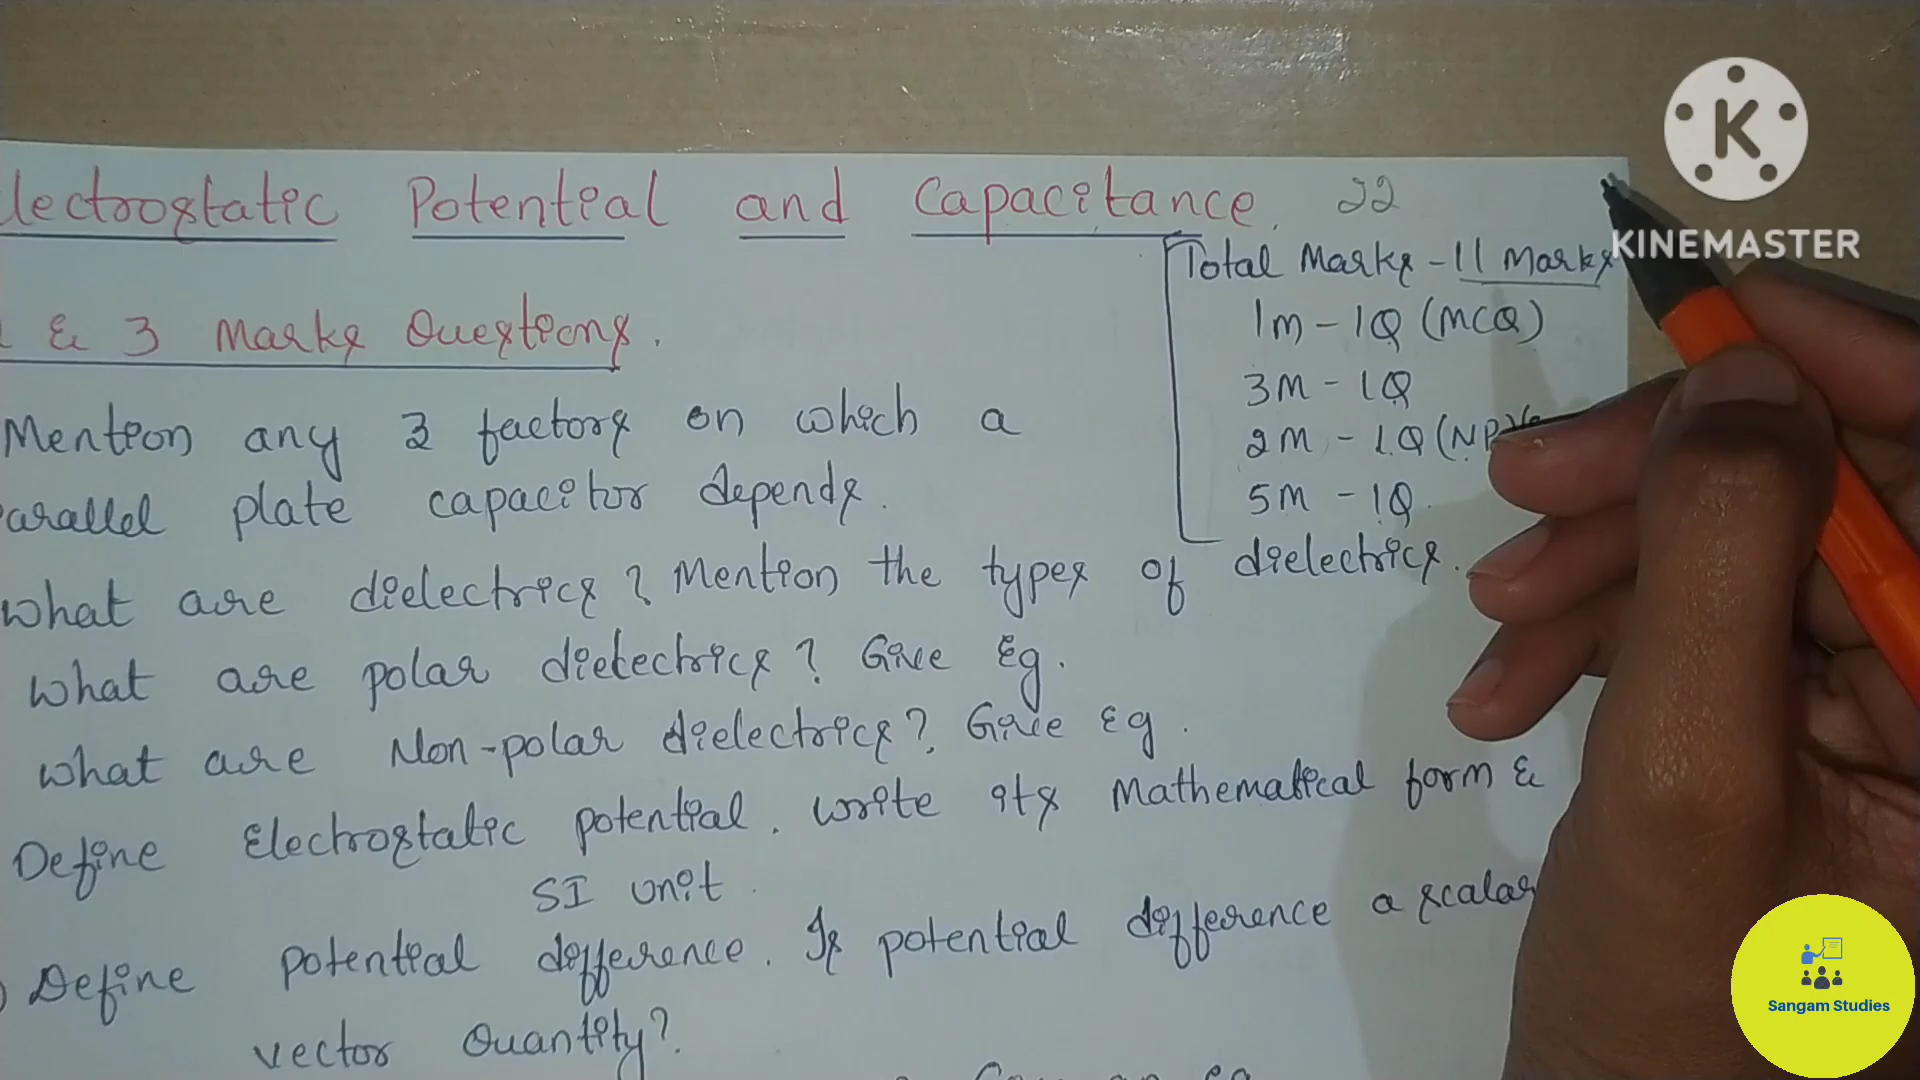 lectrostatic Potential and Capacitance. 22
Total Marks - 11 Marks
1m - 1Q (MCQ)
3M - 1Q
2M - 1Q (NP)
5M - 1Q
& 3 Marks Questions.
Mention any 3 factors on which a
parallel plate capacitor depends.
What are dielectrics? Mention the types of dielectrics.
What are polar dielectrics? Give Eg.
What are Non-polar dielectrics? Give Eg.
Define Electrostatic potential. Write its Mathematical form &
SI unit.
Define potential difference. Is potential difference a scalar
vector Quantity?
KINEMASTER
Sangam Studies